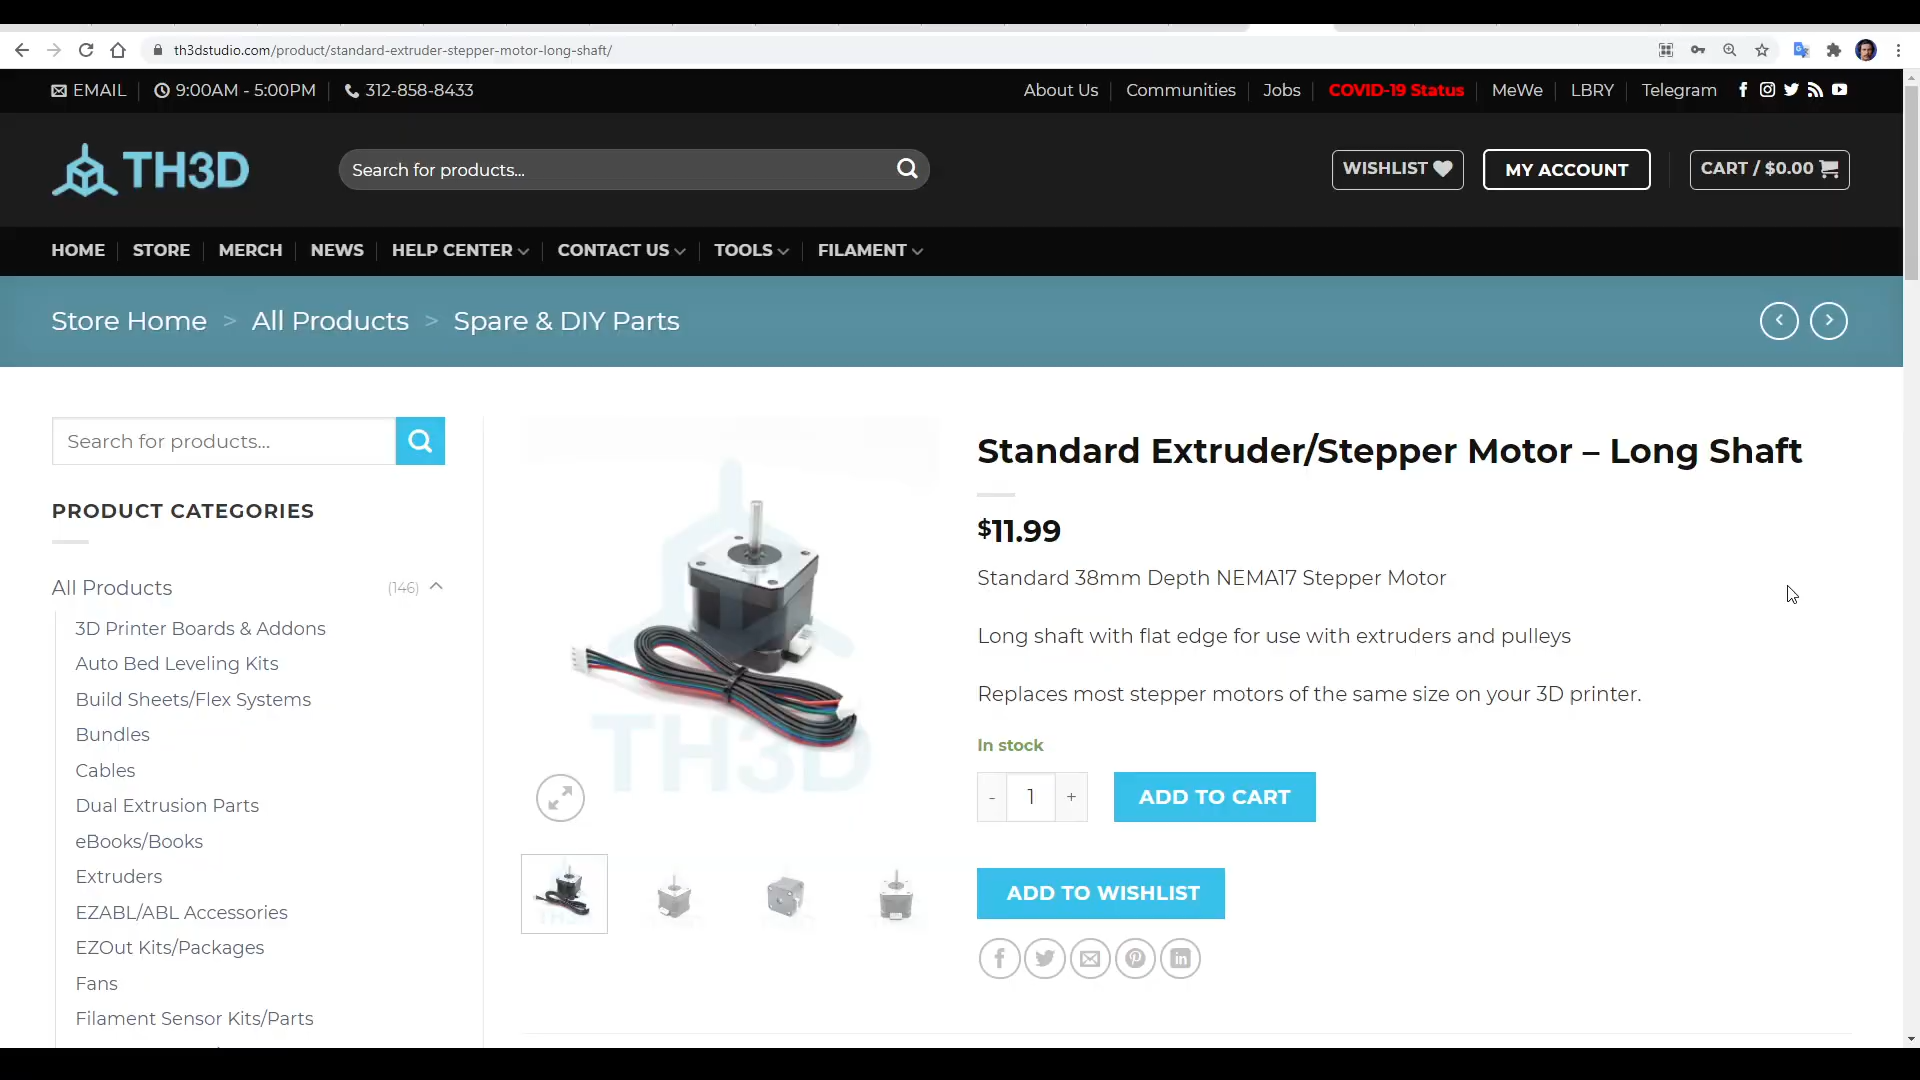 th3dstudio.com/product/standard-extruder-stepper-motor-long-shaft/
EMAIL 9:00AM - 5:00PM 312-858-8433 About Us Communities Jobs COVID-19 Status MeWe LBRY Telegram
TH3D Search for products... WISHLIST MY ACCOUNT CART / $0.00
HOME STORE MERCH NEWS HELP CENTER CONTACT US TOOLS FILAMENT
Store Home > All Products > Spare & DIY Parts
Search for products...
PRODUCT CATEGORIES
All Products (146)
3D Printer Boards & Addons
Auto Bed Leveling Kits
Build Sheets/Flex Systems
Bundles
Cables
Dual Extrusion Parts
eBooks/Books
Extruders
EZABL/ABL Accessories
EZOut Kits/Packages
Fans
Filament Sensor Kits/Parts
TH3D
Standard Extruder/Stepper Motor – Long Shaft
$11.99
Standard 38mm Depth NEMA17 Stepper Motor
Long shaft with flat edge for use with extruders and pulleys
Replaces most stepper motors of the same size on your 3D printer.
In stock
- 1 + ADD TO CART
ADD TO WISHLIST